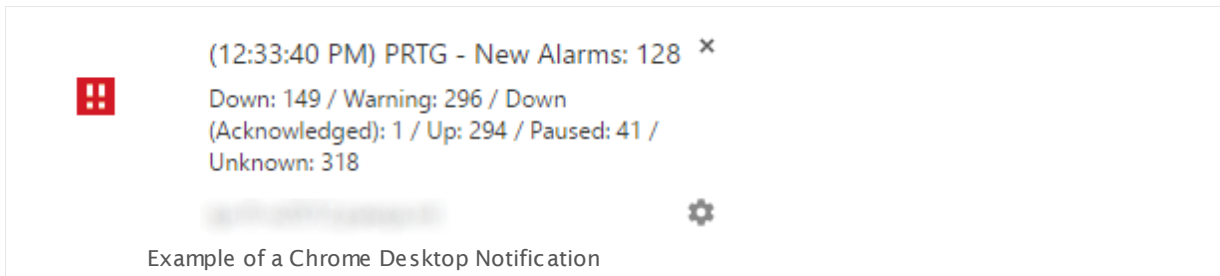 (12:33:40 PM) PRTG - New Alarms: 128
Down: 149 / Warning: 296 / Down
(Acknowledged): 1 / Up: 294 / Paused: 41 /
Unknown: 318
Example of a Chrome Desktop Notification